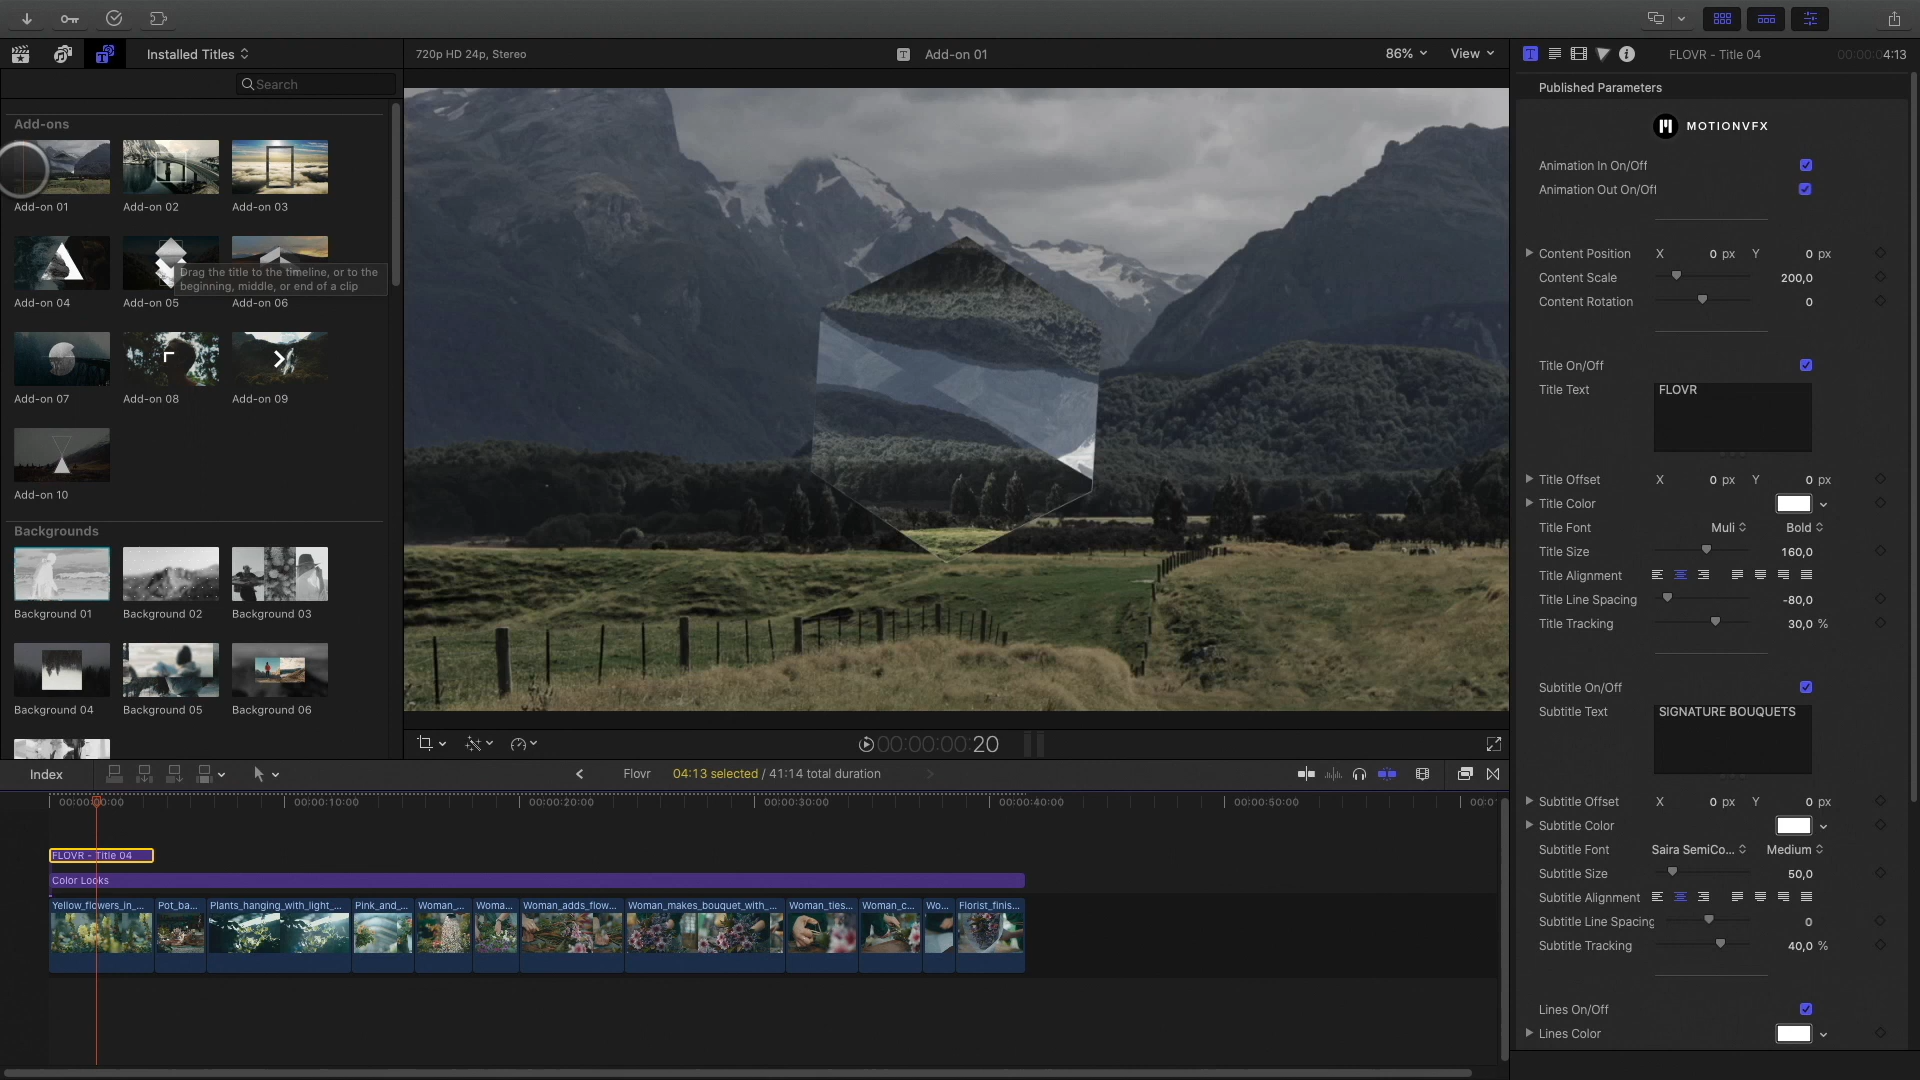 Installed Titles
720p HD 24p, Stereo
Add-on 01
86%
View
FLOVR - Title 04
00:00:04:13
Search
Published Parameters
Add-ons
MOTIONVFX
Animation In On/Off
Animation Out On/Off
Add-on 01
Add-on 02
Add-on 03
Content Position X 0 px Y 0 px
Content Scale 200,0
Content Rotation 0
Drag the title to the timeline, or to the
beginning, middle, or end of a clip
Add-on 04
Add-on 05
Add-on 06
Title On/Off
Title Text FLOVR
Add-on 07
Add-on 08
Add-on 09
Title Offset X 0 px Y 0 px
Add-on 10
Title Color
Title Font Muli Bold
Backgrounds
Title Size 160,0
Title Alignment
Title Line Spacing -80,0
Background 01
Background 02
Background 03
Title Tracking 30,0 %
Subtitle On/Off
Background 04
Background 05
Background 06
Subtitle Text SIGNATURE BOUQUETS
00:00:00:20
Index
Flovr
04:13 selected / 41:14 total duration
00:00:00:00
00:00:10:00
00:00:20:00
00:00:30:00
00:00:40:00
00:00:50:00
00:0
Subtitle Offset X 0 px Y 0 px
Subtitle Color
Subtitle Font Saira SemiCo... Medium
FLOVR - Title 04
Subtitle Size 50,0
Color Looks
Subtitle Alignment
Yellow_flowers_in_...
Pot_ba...
Plants_hanging_with_light_...
Pink_and_...
Woman_...
Woma...
Woman_adds_flow...
Woman_makes_bouquet_with_...
Woman_ties...
Woman_c...
Wo...
Florist_finis...
Subtitle Line Spacing 0
Subtitle Tracking 40,0 %
Lines On/Off
Lines Color